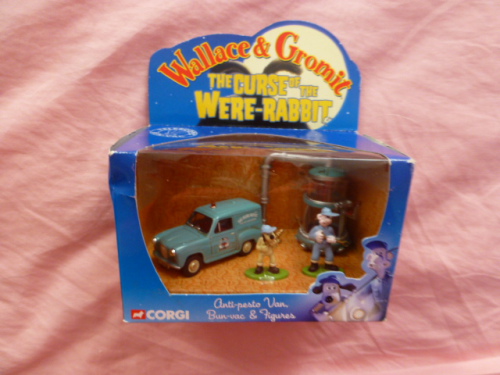 Wallace & Gromit
THE CURSE OF THE
WERE-RABBIT
CORGI
Anti-pesto Van,
Bun-vac & Figures